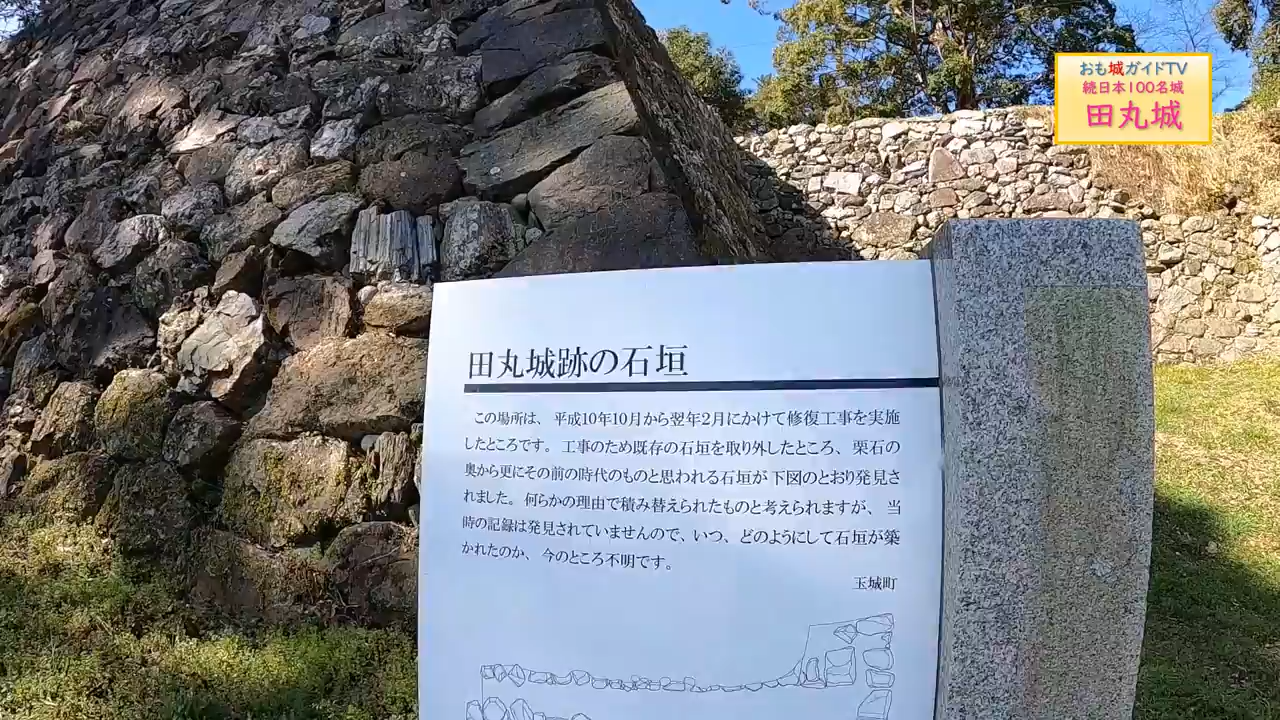 おも城ガイドTV
続日本100名城
田丸城
田丸城跡の石垣
この場所は、平成10年10月から翌年2月にかけて修復工事を実施
したところです。工事のため既存の石垣を取り外したところ、栗石の
奥から更にその前の時代のものと思われる石垣が下図のとおり発見さ
れました。何らかの理由で積み替えられたものと考えられますが、当
時の記録は発見されていませんので、いつ、どのようにして石垣が築
かれたのか、今のところ不明です。
玉城町